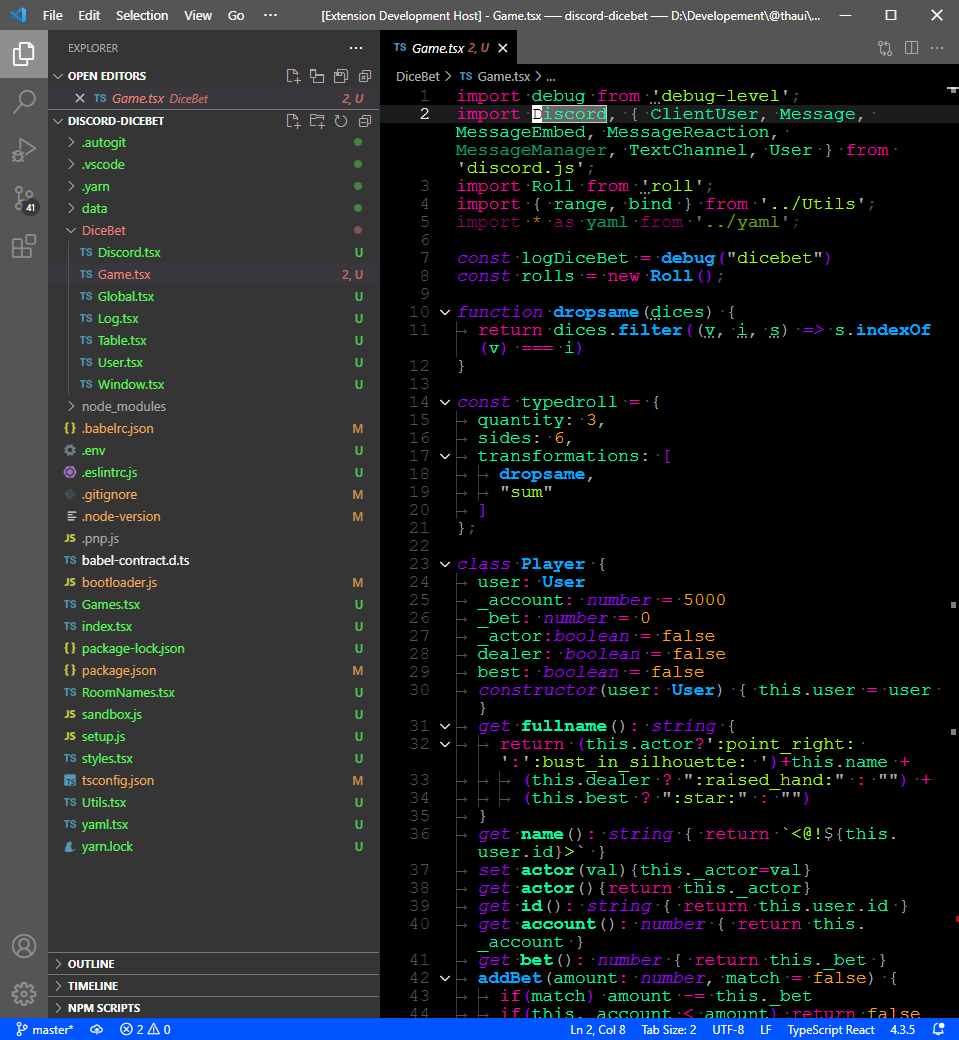 File Edit Selection View Go ··· [Extension Development Host] - Game.tsx —— discord-dicebet —— D:\Developement\@thaui\...
EXPLORER ···
OPEN EDITORS
TS Game.tsx DiceBet 2, U
DISCORD-DICEBET
.autogit
.vscode
.yarn
data
DiceBet
TS Discord.tsx U
TS Game.tsx 2, U
TS Global.tsx U
TS Log.tsx U
TS Table.tsx U
TS User.tsx U
TS Window.tsx U
node_modules
{} .babelrc.json M
.env U
.eslintrc.js U
.gitignore M
.node-version M
JS .pnp.js
TS babel-contract.d.ts
JS bootloader.js M
TS Games.tsx U
TS index.tsx U
{} package-lock.json U
{} package.json M
TS RoomNames.tsx U
JS sandbox.js U
JS setup.js U
TS styles.tsx U
TS tsconfig.json M
TS Utils.tsx U
TS yaml.tsx U
yarn.lock U
OUTLINE
TIMELINE
NPM SCRIPTS
41
TS Game.tsx 2, U ···
DiceBet > TS Game.tsx > ...
1 import debug from 'debug-level';
2 import Discord, { ClientUser, Message,
MessageEmbed, MessageReaction,
MessageManager, TextChannel, User } from
'discord.js';
3 import Roll from 'roll';
4 import { range, bind } from '../Utils';
5 import * as yaml from '../yaml';
6
7 const logDiceBet = debug("dicebet")
8 const rolls = new Roll();
9
10 function dropsame(dices) {
11 return dices.filter((v, i, s) => s.indexOf
(v) === i)
12 }
13
14 const typedroll = {
15 quantity: 3,
16 sides: 6,
17 transformations: [
18 dropsame,
19 "sum"
20 ]
21 };
22
23 class Player {
24 user: User
25 _account: number = 5000
26 _bet: number = 0
27 _actor:boolean = false
28 dealer: boolean = false
29 best: boolean = false
30 constructor(user: User) { this.user = user
}
31 get fullname(): string {
32 return (this.actor?':point_right:
':':bust_in_silhouette: ')+this.name +
33 (this.dealer ? ":raised_hand:" : "") +
34 (this.best ? ":star:" : "")
35 }
36 get name(): string { return `<@!${this.
user.id}>` }
37 set actor(val){this._actor=val}
38 get actor(){return this._actor}
39 get id(): string { return this.user.id }
40 get account(): number { return this.
_account }
41 get bet(): number { return this._bet }
42 addBet(amount: number, match = false) {
43 if(match) amount -= this._bet
44 if(this._account < amount) return false
master* 2 0 Ln 2, Col 8 Tab Size: 2 UTF-8 LF TypeScript React 4.3.5